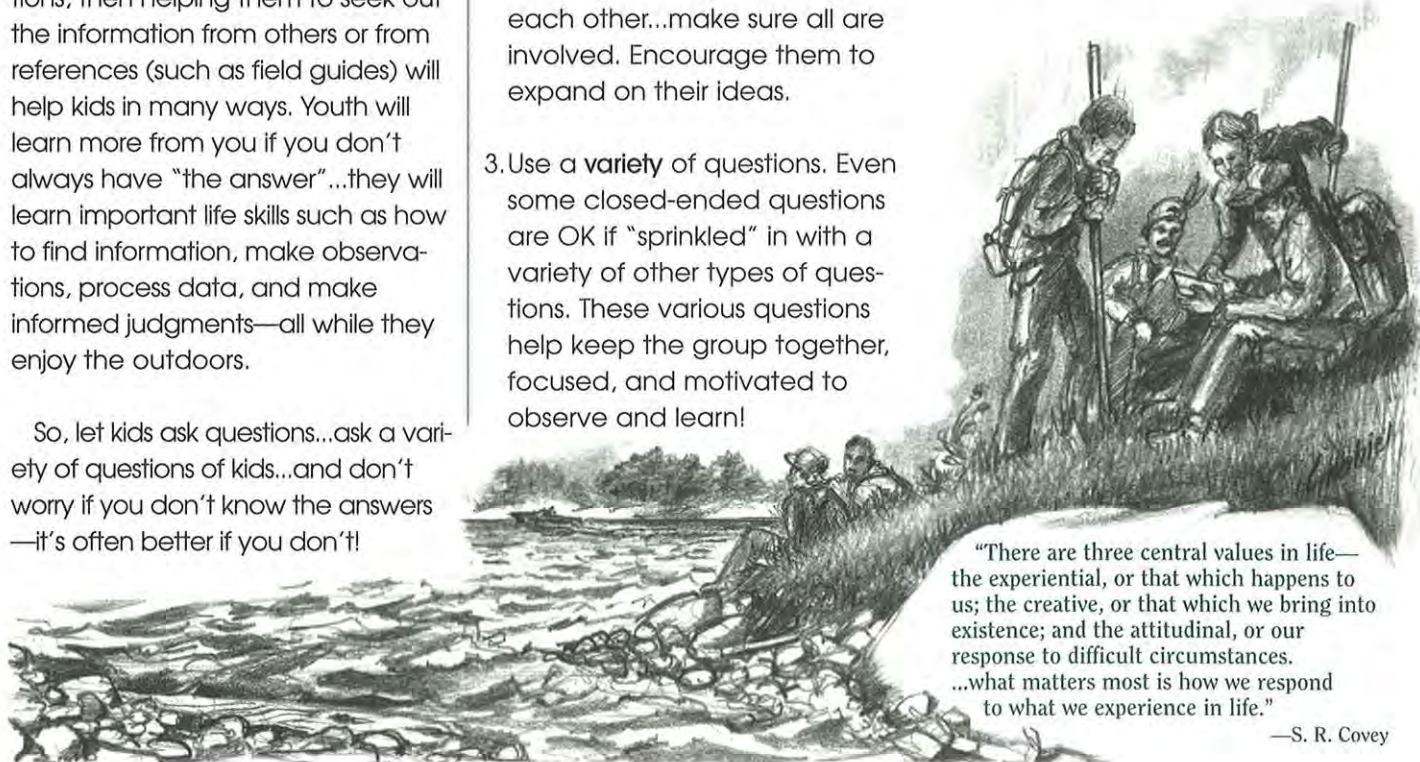 tions, then helping them to seek out
the information from others or from
references (such as field guides) will
help kids in many ways. Youth will
learn more from you if you don't
always have “the answer”...they will
learn important life skills such as how
to find information, make observa-
tions, process data, and make
informed judgments—all while they
enjoy the outdoors.
So, let kids ask questions...ask a vari-
ety of questions of kids...and don't
worry if you don't know the answers
—it's often better if you don't!
each other...make sure all are
involved. Encourage them to
expand on their ideas.
3. Use a variety of questions. Even
some closed-ended questions
are OK if “sprinkled” in with a
variety of other types of ques-
tions. These various questions
help keep the group together,
focused, and motivated to
observe and learn!
“There are three central values in life—
the experiential, or that which happens to
us; the creative, or that which we bring into
existence; and the attitudinal, or our
response to difficult circumstances.
...what matters most is how we respond
to what we experience in life.”
—S. R. Covey